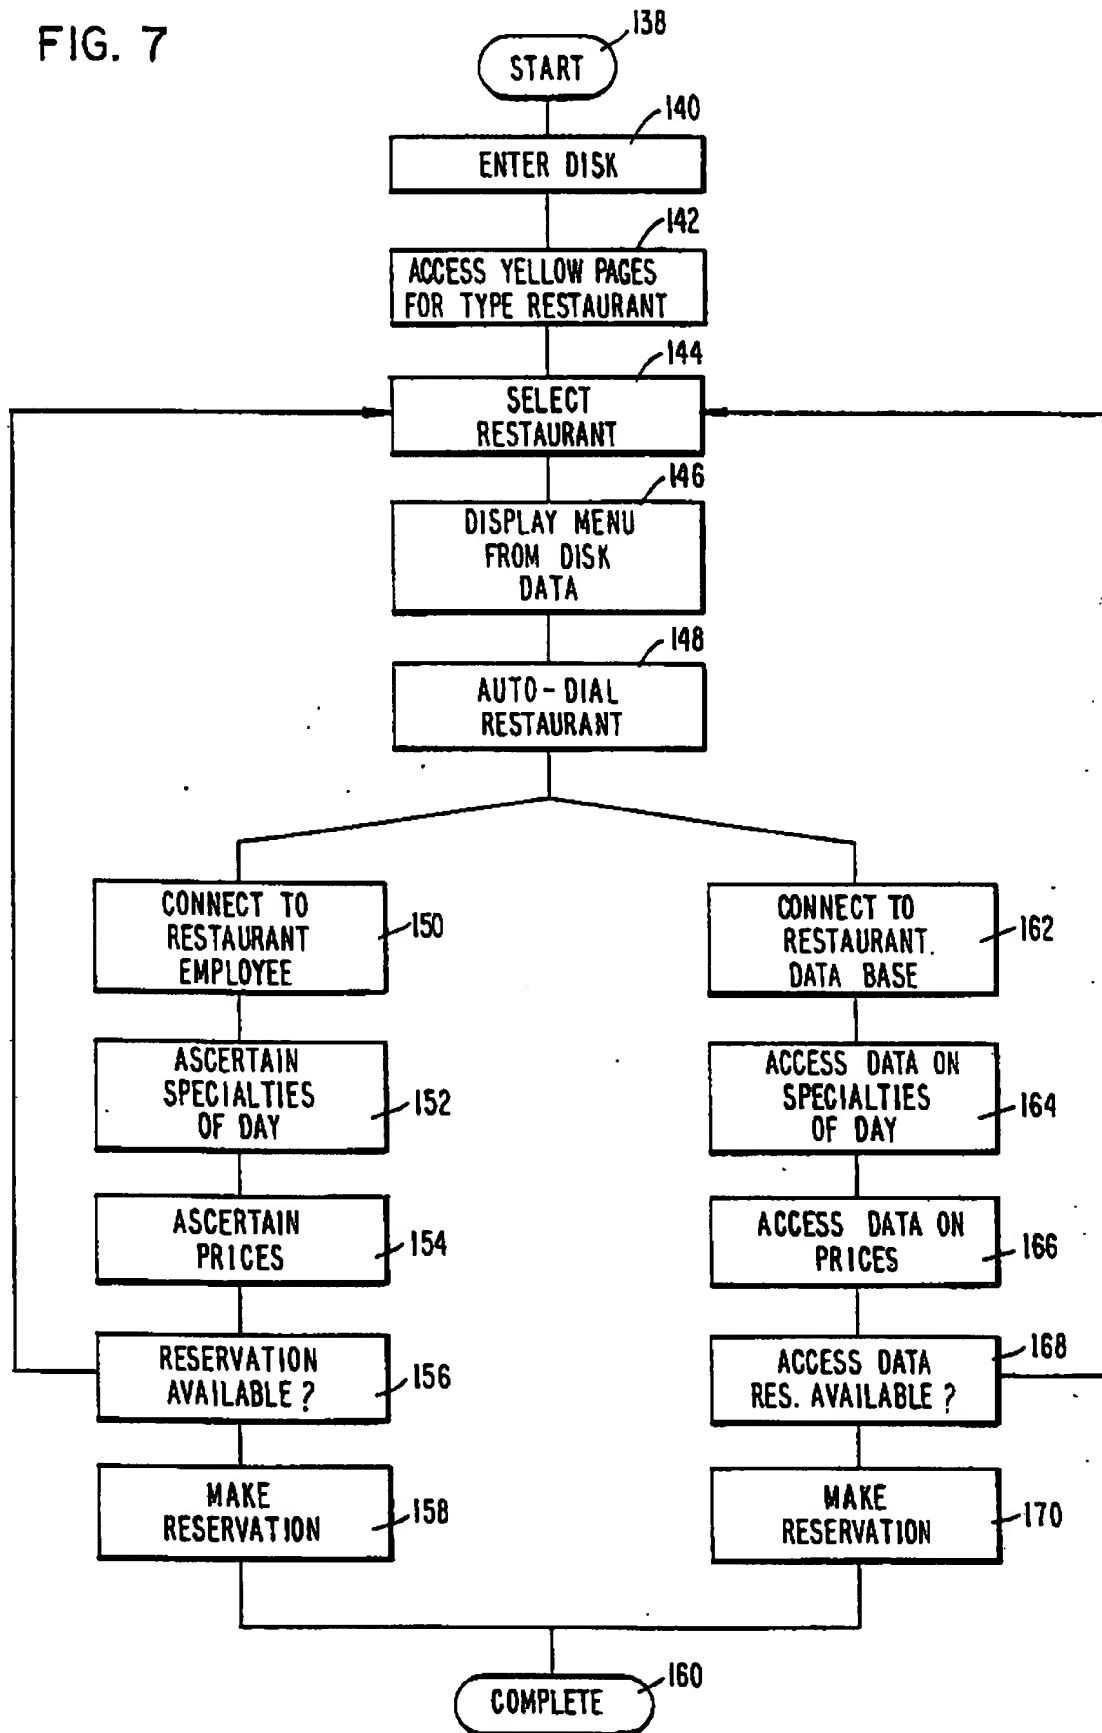 FIG. 7
138
START
140
ENTER DISK
142
ACCESS YELLOW PAGES
FOR TYPE RESTAURANT
144
SELECT
RESTAURANT
146
DISPLAY MENU
FROM DISK
DATA
148
AUTO-DIAL
RESTAURANT
CONNECT TO
RESTAURANT
EMPLOYEE
150
ASCERTAIN
SPECIALTIES
OF DAY
152
ASCERTAIN
PRICES
154
RESERVATION
AVAILABLE?
156
MAKE
RESERVATION
158
CONNECT TO
RESTAURANT
DATA BASE
162
ACCESS DATA ON
SPECIALTIES
OF DAY
164
ACCESS DATA ON
PRICES
166
ACCESS DATA
RES. AVAILABLE?
168
MAKE
RESERVATION
170
COMPLETE
160